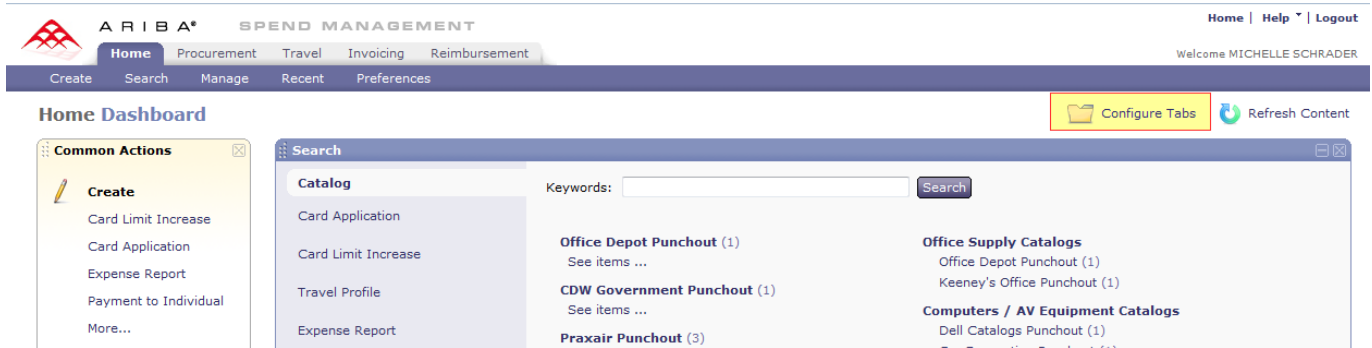 ARIBA® SPEND MANAGEMENT
Home | Help | Logout
Home Procurement Travel Invoicing Reimbursement
Welcome MICHELLE SCHRADER
Create Search Manage Recent Preferences
Home Dashboard
Configure Tabs
Refresh Content
Common Actions
Create
Card Limit Increase
Card Application
Expense Report
Payment to Individual
More...
Search
Catalog
Card Application
Card Limit Increase
Travel Profile
Expense Report
Keywords:
Search
Office Depot Punchout (1)
See items ...
CDW Government Punchout (1)
See items ...
Praxair Punchout (3)
Office Supply Catalogs
Office Depot Punchout (1)
Keeney's Office Punchout (1)
Computers / AV Equipment Catalogs
Dell Catalogs Punchout (1)